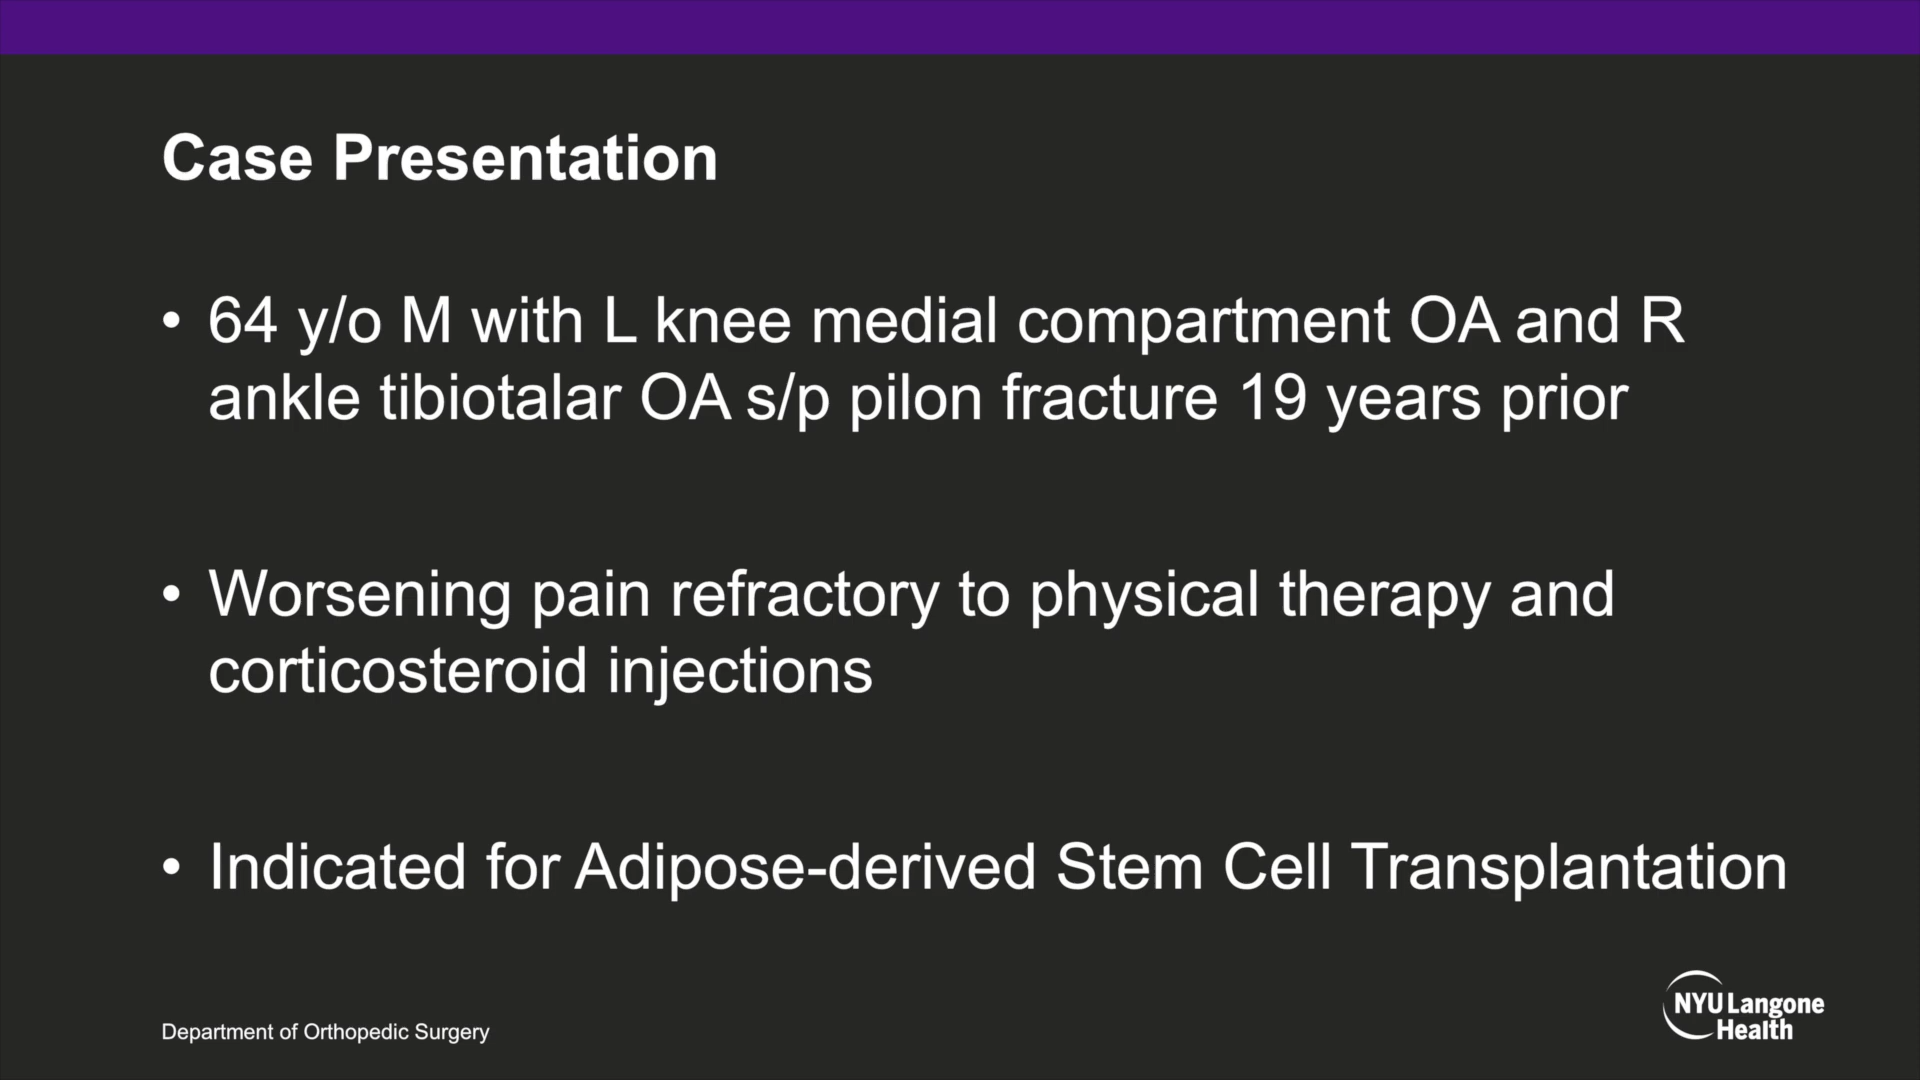 Case Presentation
• 64 y/o M with L knee medial compartment OA and R
ankle tibiotalar OA s/p pilon fracture 19 years prior
• Worsening pain refractory to physical therapy and
corticosteroid injections
• Indicated for Adipose-derived Stem Cell Transplantation
Department of Orthopedic Surgery
NYU Langone
Health